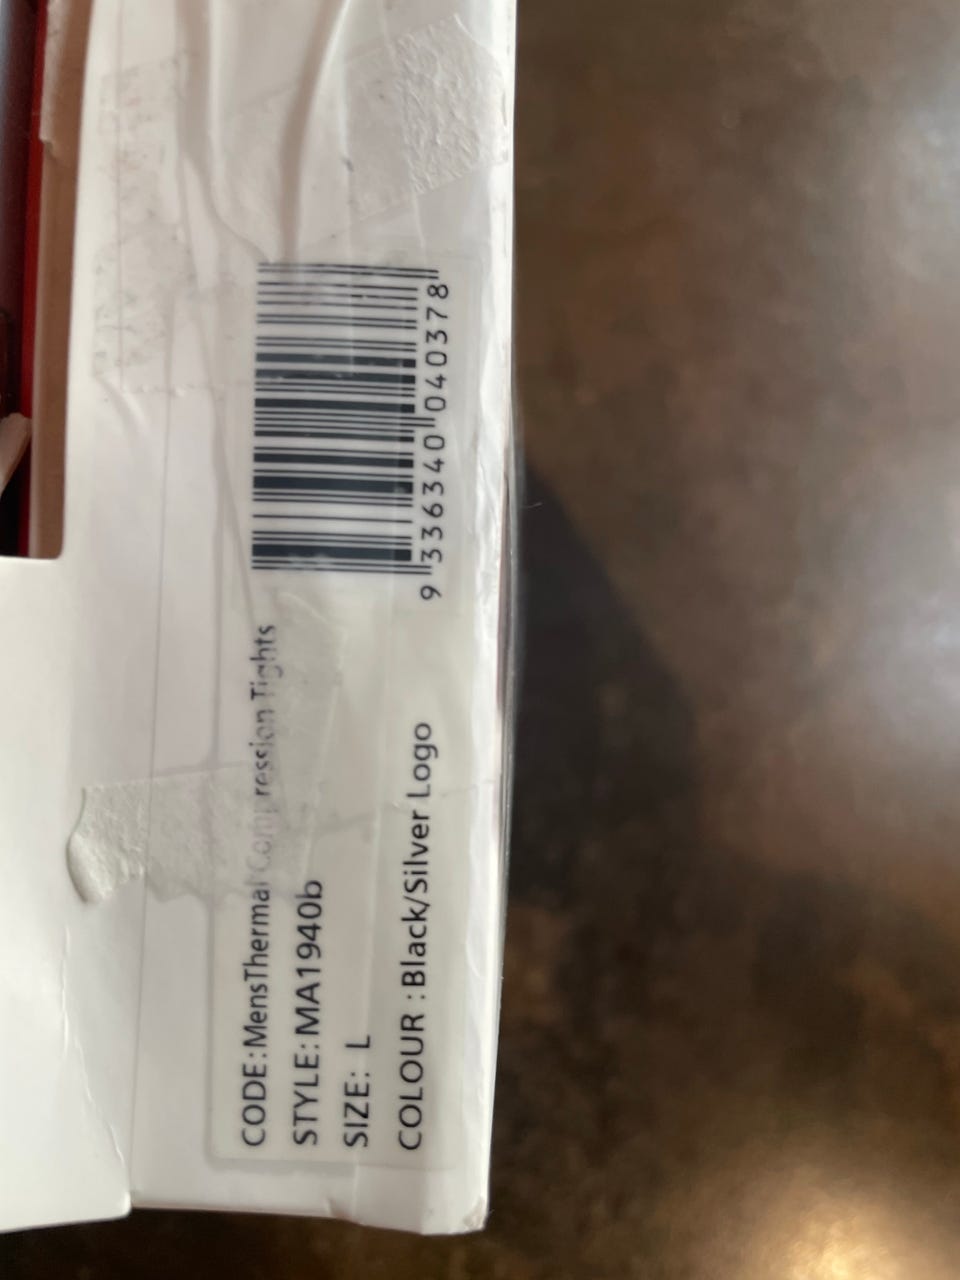 CODE:MensThermal Compression Tights
STYLE:MA1940b
SIZE: L
COLOUR :Black/Silver Logo
9 336340 040378